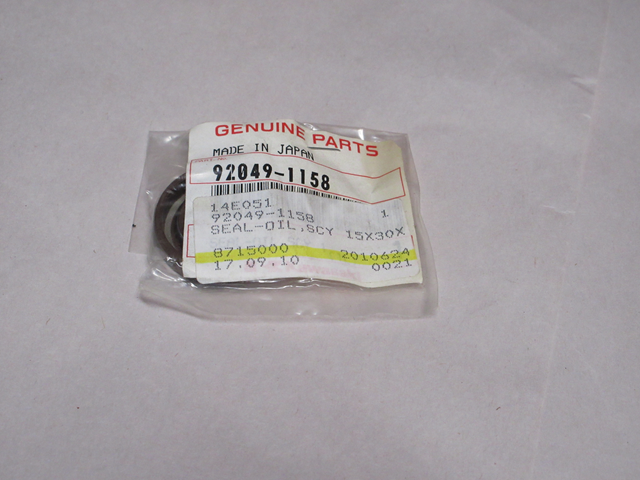 GENUINE PARTS
MADE IN JAPAN
92049-1158
14E051
92049-1158 1
SEAL-OIL,SCY 15X30X
8715000 2010624
17.09.10 0021